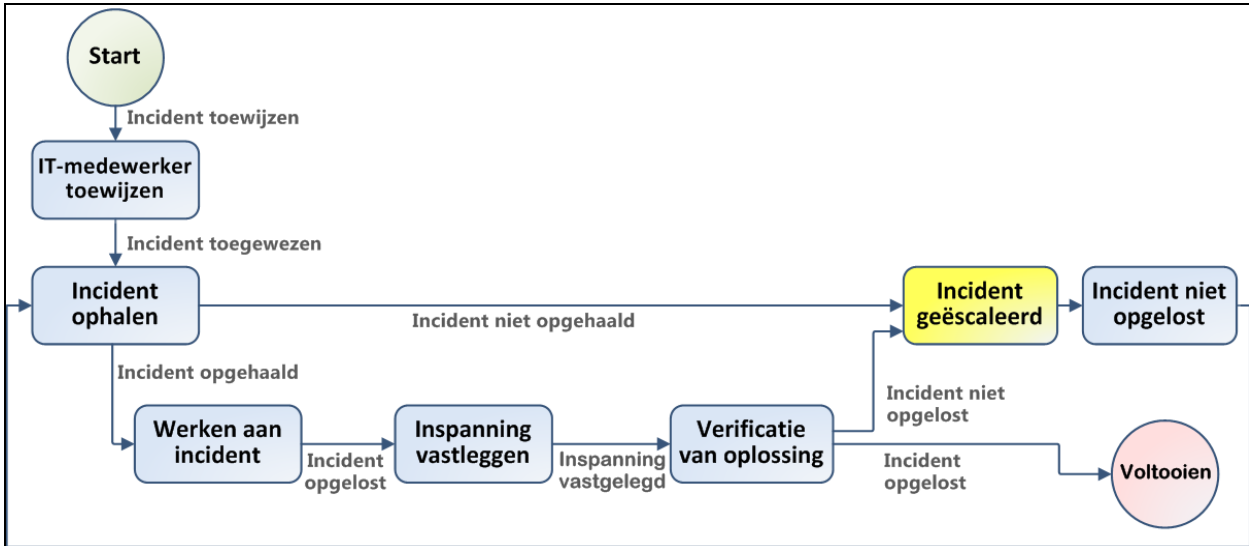 Start
Incident toewijzen
IT-medewerker
toewijzen
Incident toegewezen
Incident
ophalen
Incident niet opgehaald
Incident
geëscaleerd
Incident niet
opgelost
Incident opgehaald
Werken aan
incident
Incident
opgelost
Inspanning
vastleggen
Inspanning
vastgelegd
Verificatie
van oplossing
Incident niet
opgelost
Incident
opgelost
Voltooien